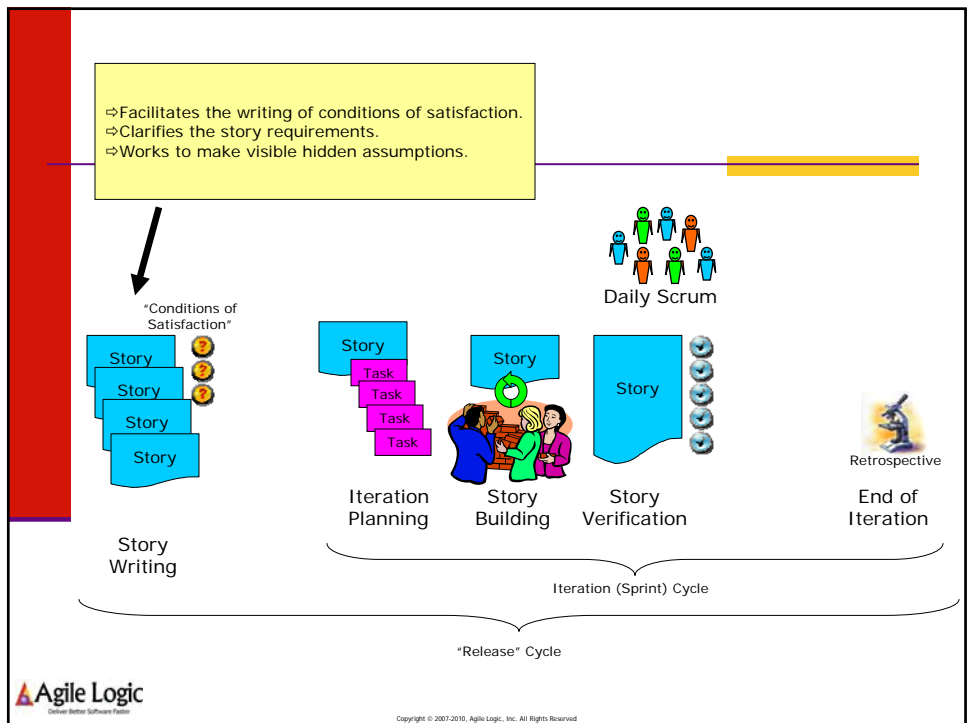 ⇨Facilitates the writing of conditions of satisfaction.
⇨Clarifies the story requirements.
⇨Works to make visible hidden assumptions.
Daily Scrum
"Conditions of
Satisfaction"
Story
Story
Story
Story
? 
? 
? 
Story
Task
Task
Task
Task
Story
Story
Retrospective
Story
Writing
Iteration
Planning
Story
Building
Story
Verification
End of
Iteration
Iteration (Sprint) Cycle
"Release" Cycle
Agile Logic
Deliver Better Software Faster
Copyright © 2007-2010, Agile Logic, Inc. All Rights Reserved